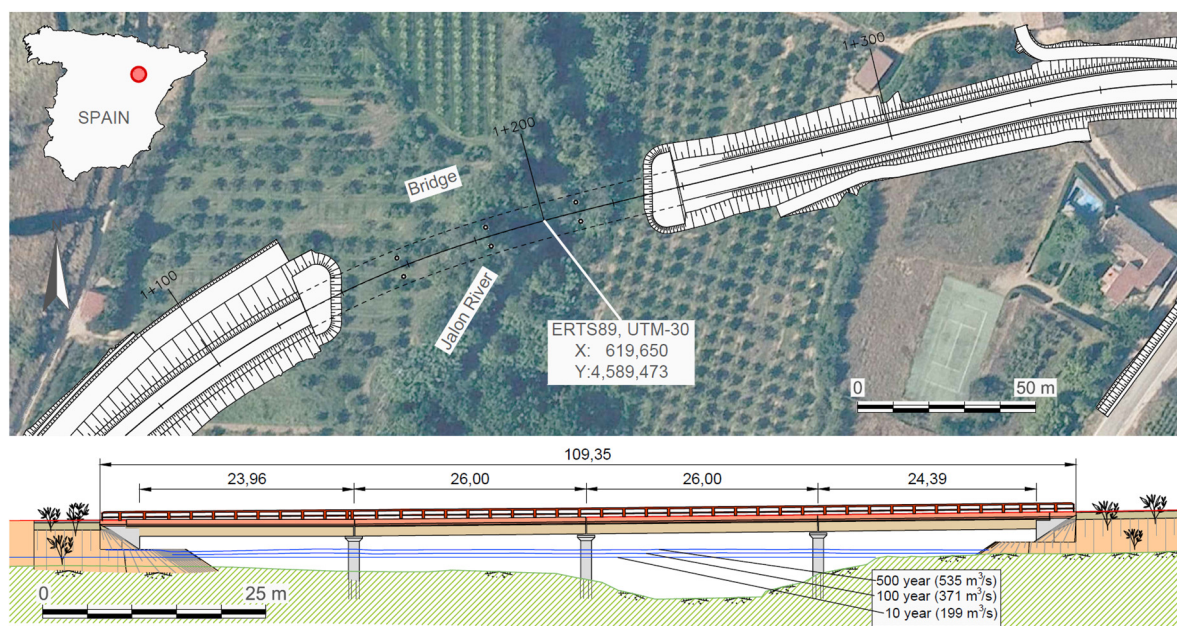 SPAIN
1+300
1+200
Bridge
1+100
Jalon River
ERTS89, UTM-30
X: 619,650
Y:4,589,473
0 50 m
109,35
23,96 26,00 26,00 24,39
500 year (535 m³/s)
100 year (371 m³/s)
10 year (199 m³/s)
0 25 m